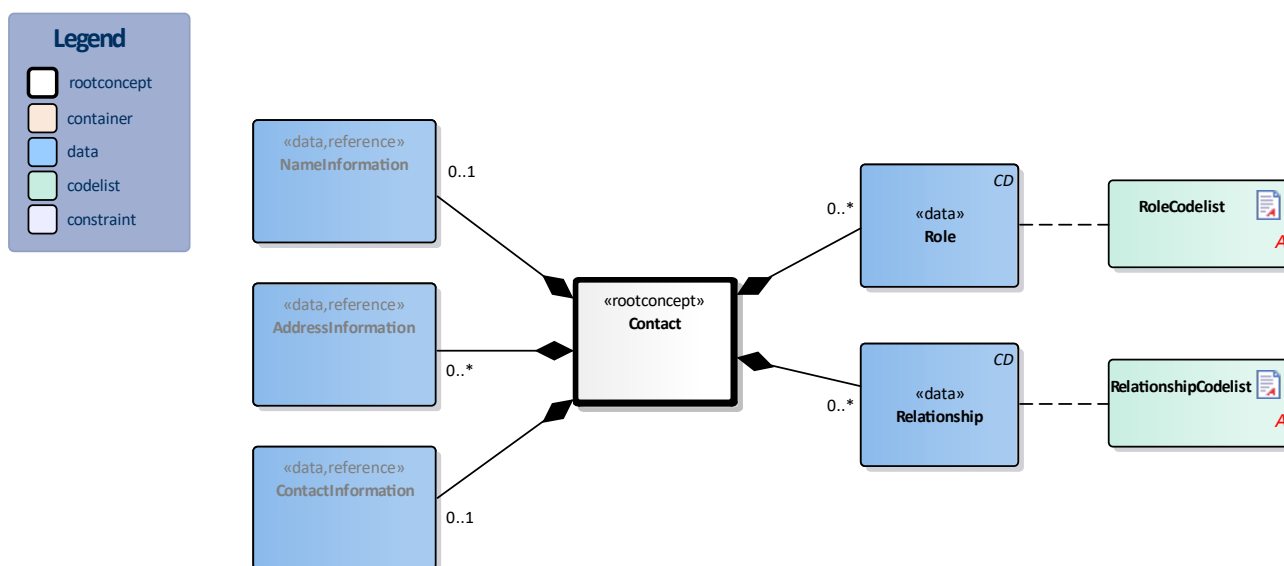 Legend
rootconcept
container
data
codelist
constraint
«data,reference»
NameInformation
0..1
«data,reference»
AddressInformation
0..*
«data,reference»
ContactInformation
0..1
«rootconcept»
Contact
0..*
CD
«data»
Role
RoleCodelist
A
0..*
CD
«data»
Relationship
RelationshipCodelist
A